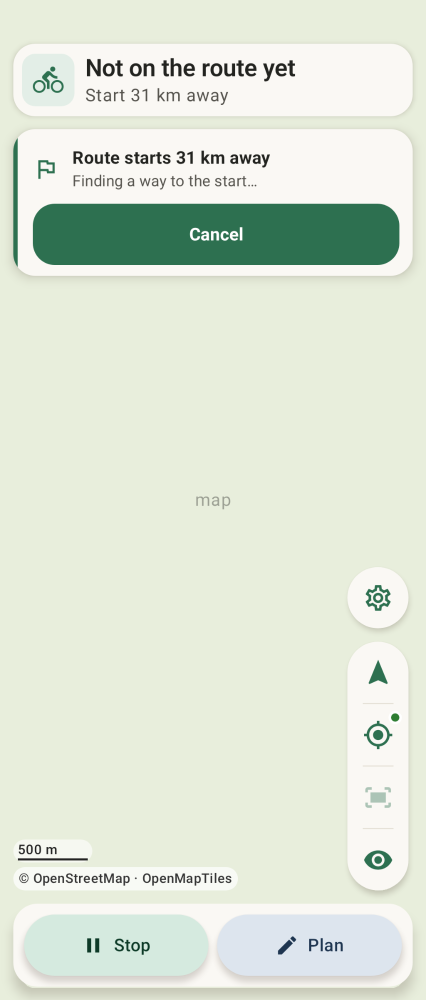 Not on the route yet
Start 31 km away
Route starts 31 km away
Finding a way to the start…
Cancel
map
500 m
© OpenStreetMap · OpenMapTiles
Stop
Plan